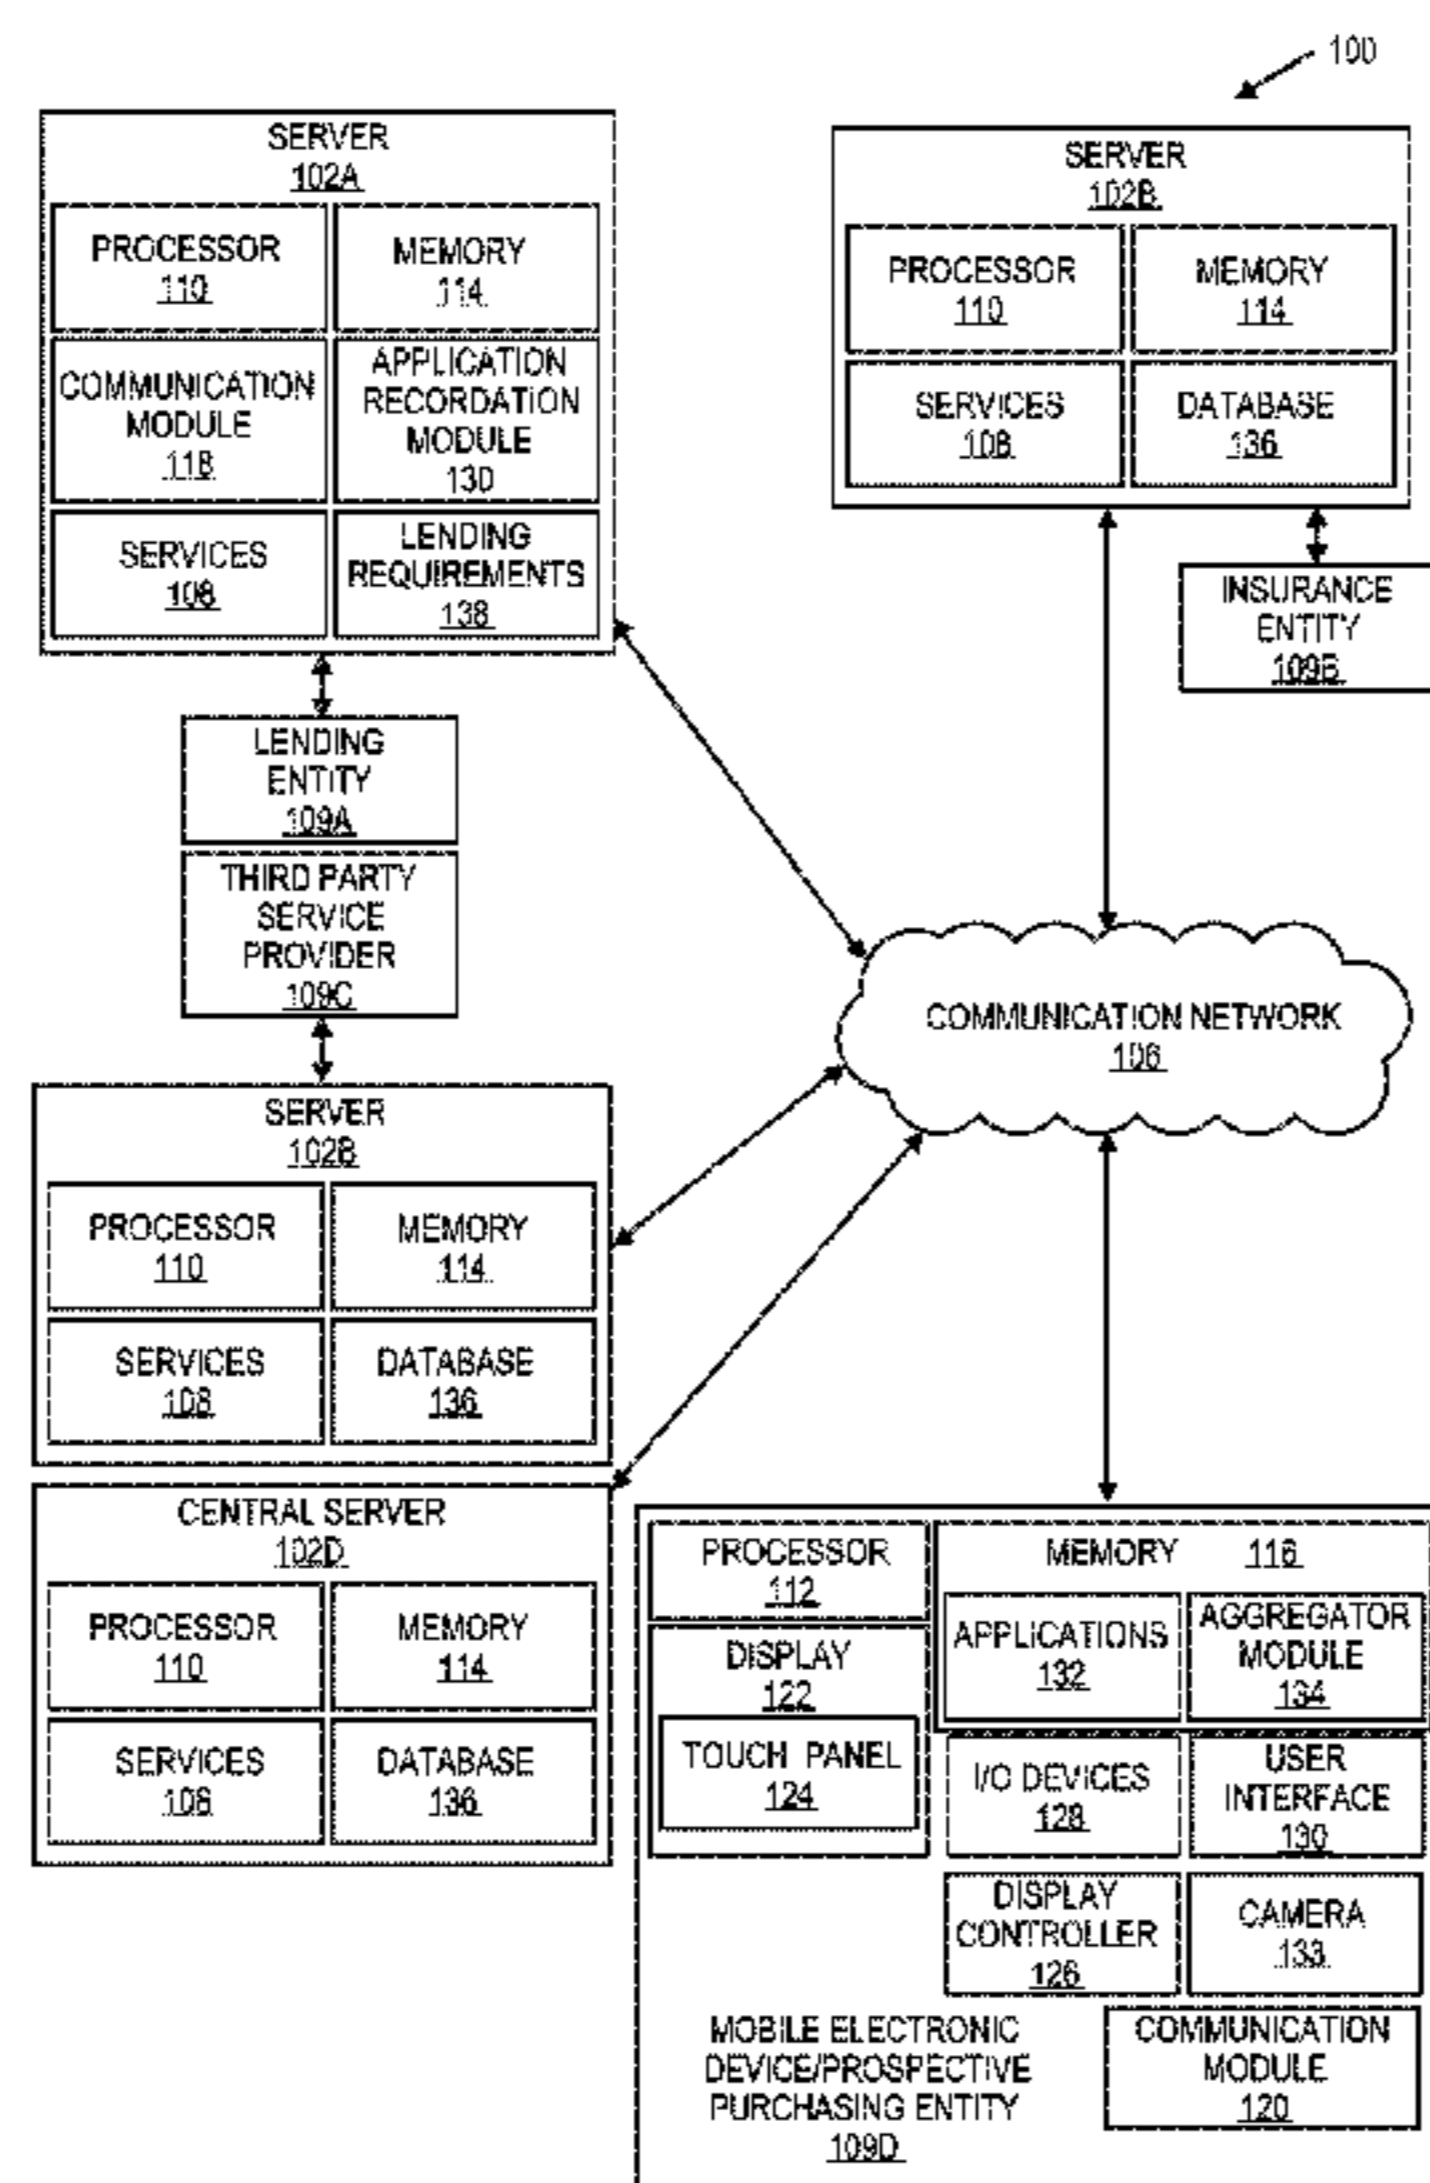 100
SERVER
102A
PROCESSOR
110
MEMORY
114
COMMUNICATION
MODULE
118
APPLICATION
RECORDATION
MODULE
130
SERVICES
108
LENDING
REQUIREMENTS
138
SERVER
102B
PROCESSOR
110
MEMORY
114
SERVICES
108
DATABASE
136
INSURANCE
ENTITY
109B
LENDING
ENTITY
109A
THIRD PARTY
SERVICE
PROVIDER
109C
COMMUNICATION NETWORK
106
SERVER
102B
PROCESSOR
110
MEMORY
114
SERVICES
108
DATABASE
136
CENTRAL SERVER
102D
PROCESSOR
110
MEMORY
114
SERVICES
108
DATABASE
136
PROCESSOR
112
MEMORY 116
APPLICATIONS
132
AGGREGATOR
MODULE
134
DISPLAY
122
TOUCH PANEL
124
I/O DEVICES
128
USER
INTERFACE
130
DISPLAY
CONTROLLER
126
CAMERA
133
MOBILE ELECTRONIC
DEVICE/PROSPECTIVE
PURCHASING ENTITY
109D
COMMUNICATION
MODULE
120